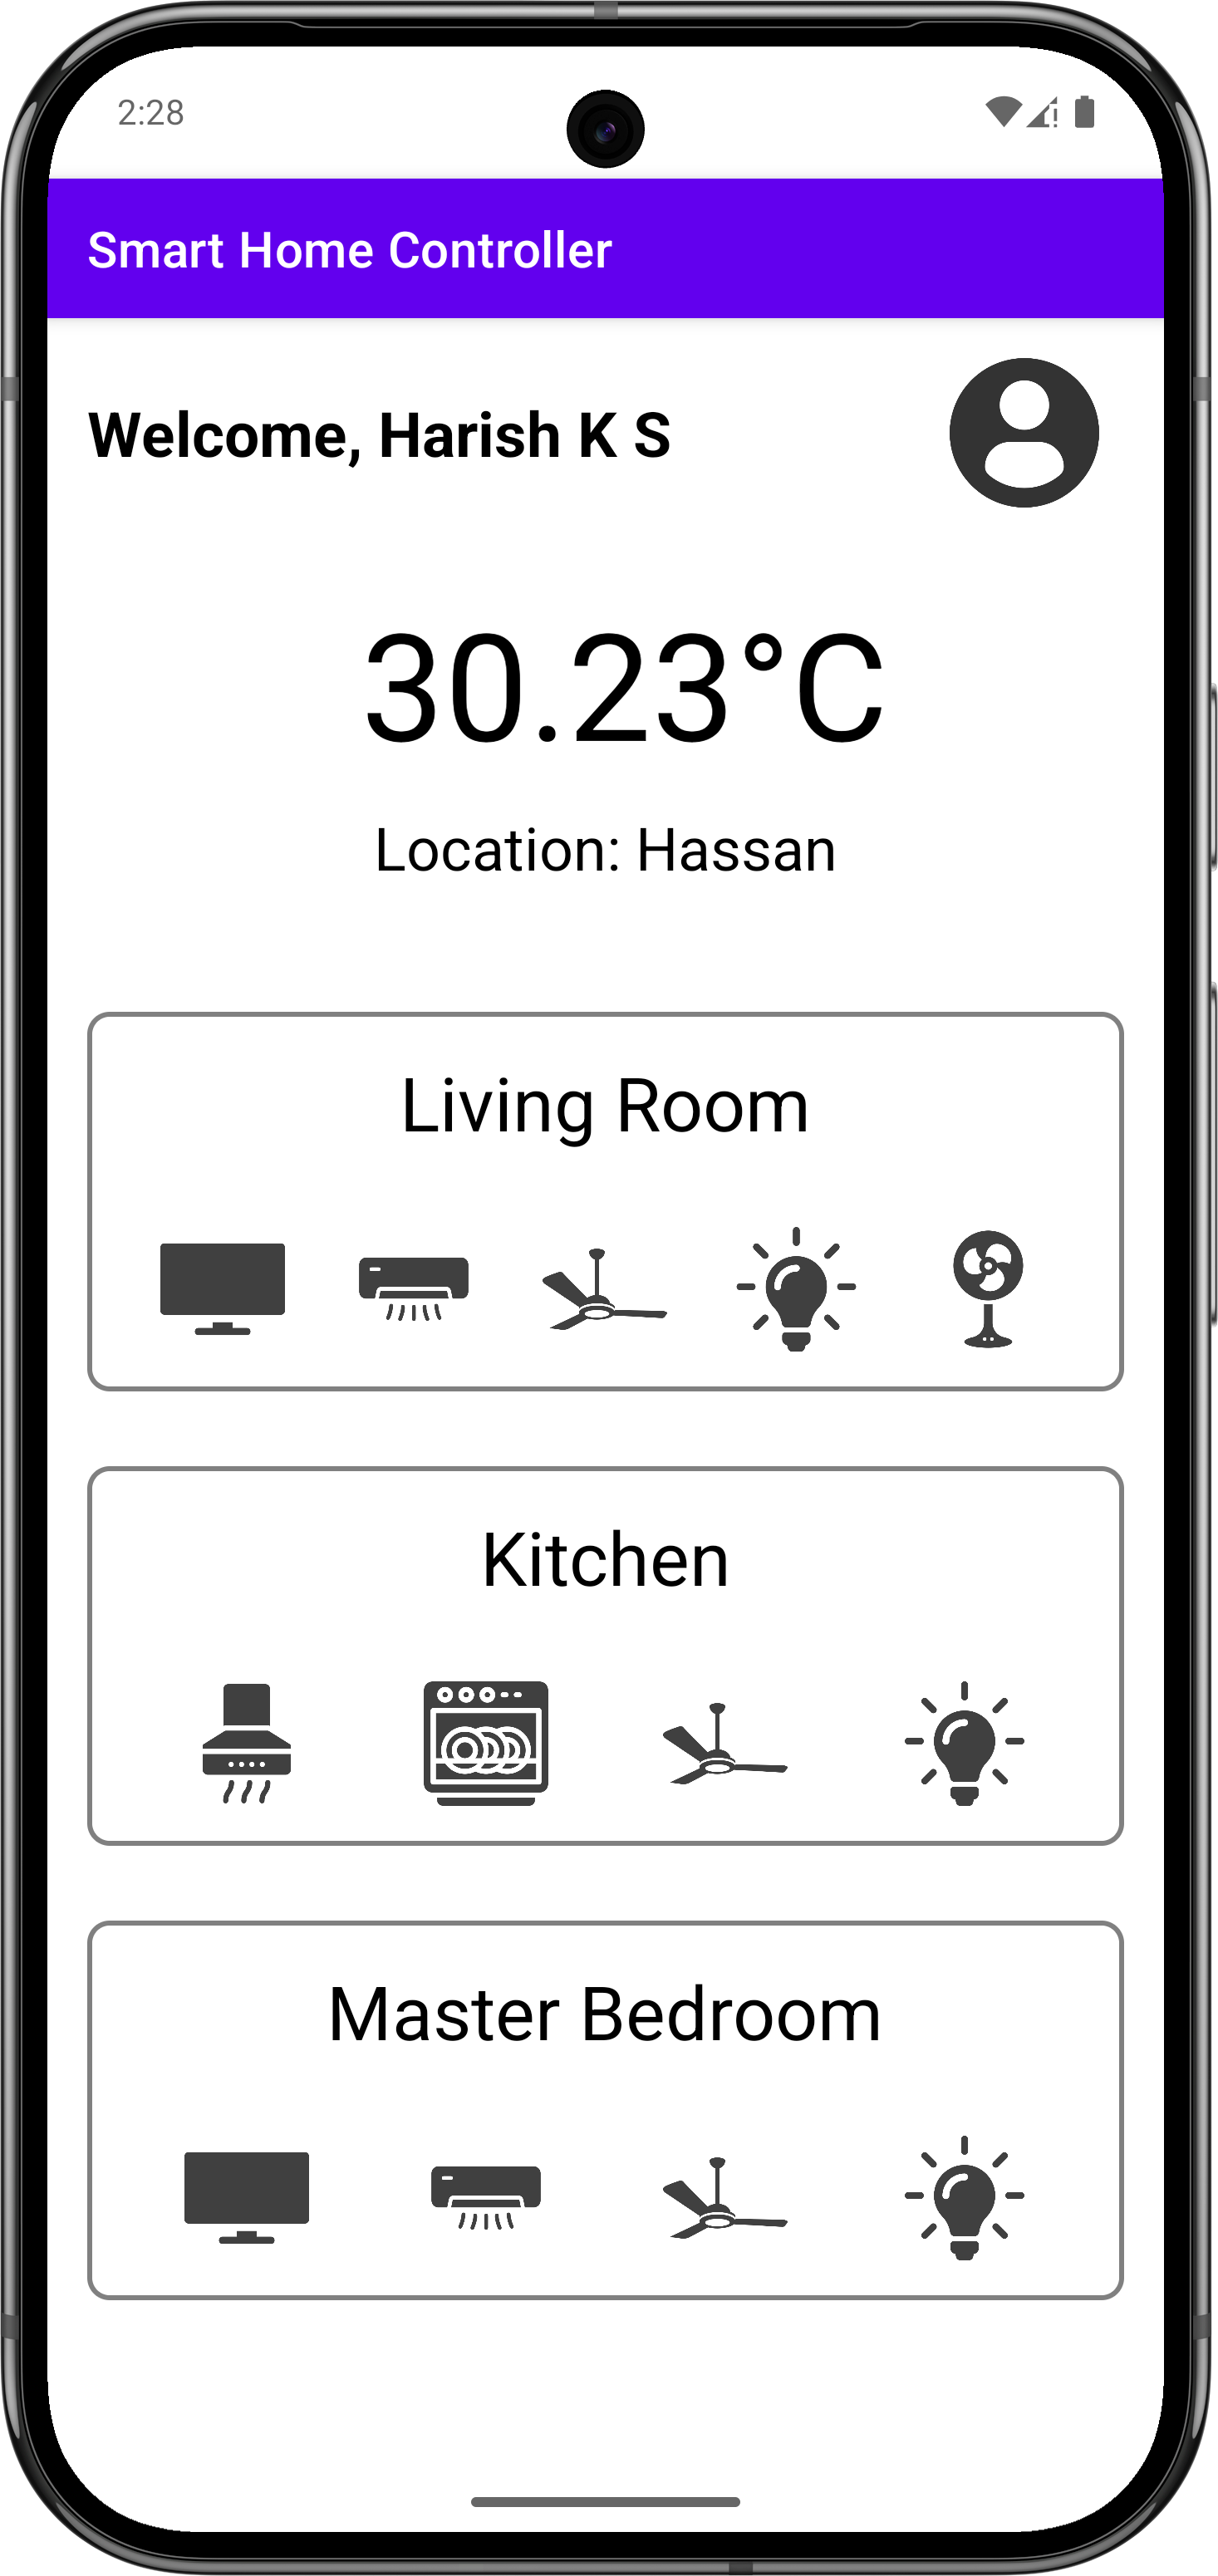 2:28
Smart Home Controller
Welcome, Harish K S
30.23°C
Location: Hassan
Living Room
Kitchen
Master Bedroom